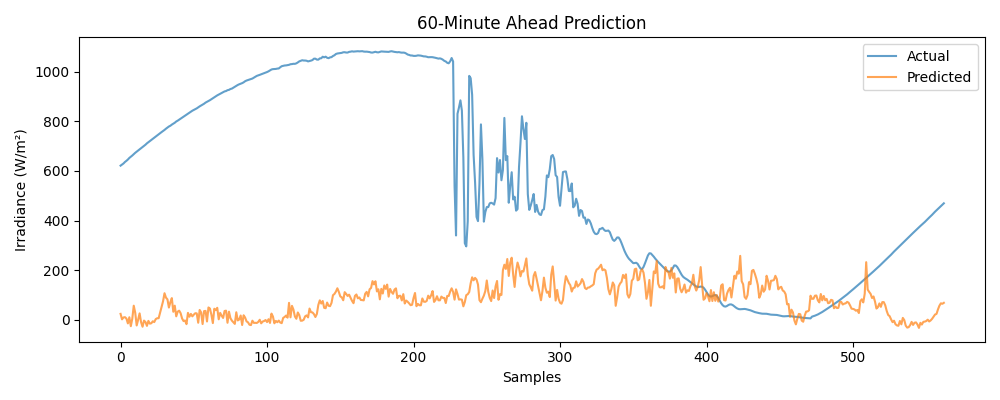 60-Minute Ahead Prediction
Actual
Predicted
Irradiance (W/m²)
1000
800
600
400
200
0
0 100 200 300 400 500
Samples